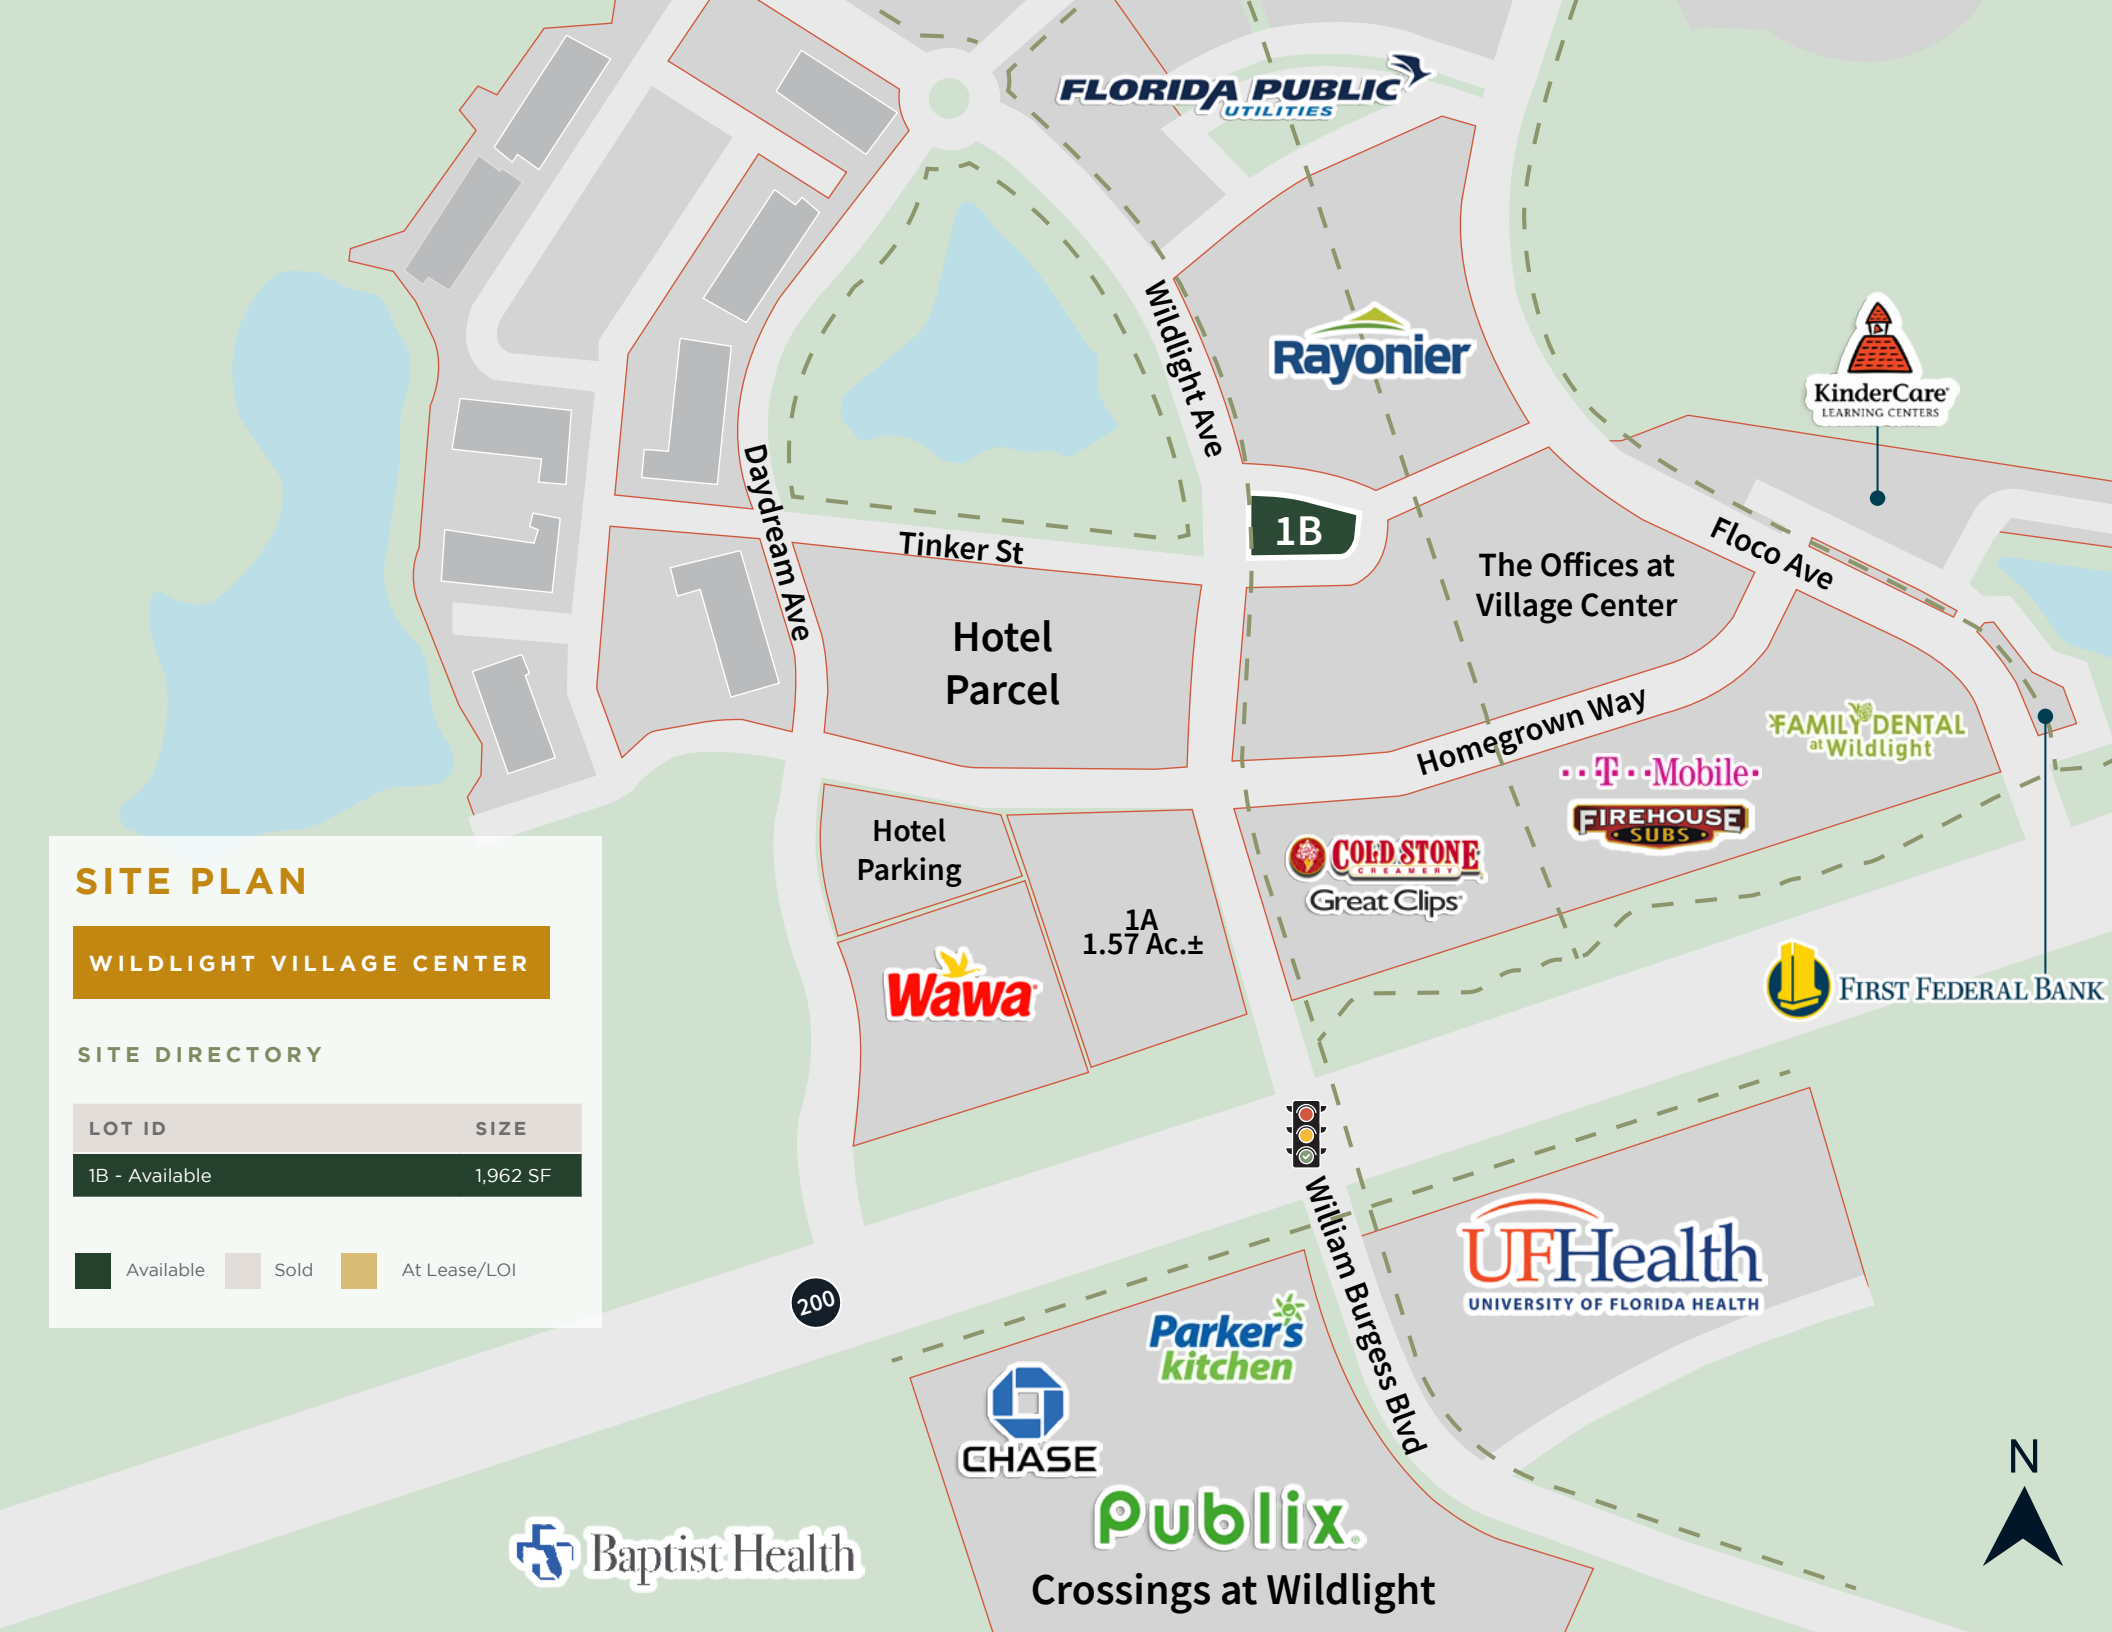 FLORIDA PUBLIC
UTILITIES
Wildlight Ave
Rayonier
KinderCare
LEARNING CENTERS
Daydream Ave
Tinker St
1B
Floco Ave
The Offices at
Village Center
Hotel
Parcel
Homegrown Way
FAMILY DENTAL
at Wildlight
T Mobile
FIREHOUSE
SUBS
COLD STONE
CREAMERY
Great Clips
Hotel
Parking
1A
1.57 Ac.±
Wawa
FIRST FEDERAL BANK
SITE PLAN
WILDLIGHT VILLAGE CENTER
SITE DIRECTORY
LOT ID SIZE
1B - Available 1,962 SF
Available Sold At Lease/LOI
200
William Burgess Blvd
UFHealth
UNIVERSITY OF FLORIDA HEALTH
Parker's
kitchen
CHASE
Publix
Crossings at Wildlight
Baptist Health
N